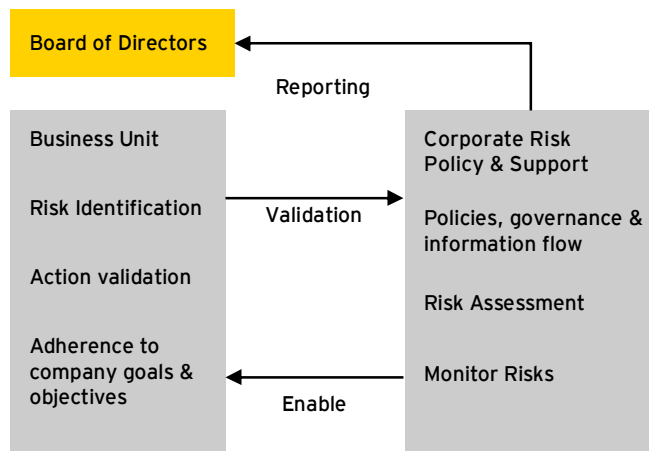 Board of Directors
Reporting
Business Unit
Risk Identification
Action validation
Adherence to
company goals &
objectives
Validation
Enable
Corporate Risk
Policy & Support
Policies, governance &
information flow
Risk Assessment
Monitor Risks